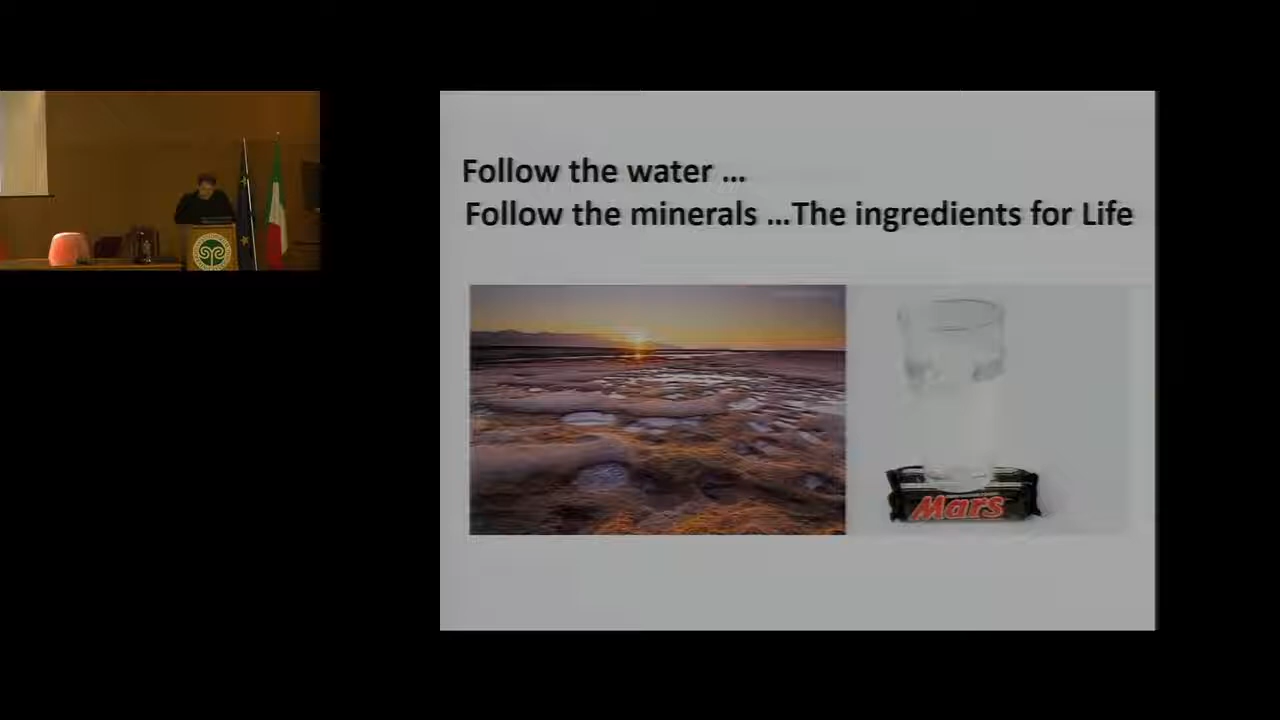 Follow the water ...
Follow the minerals ...The ingredients for Life
Mars